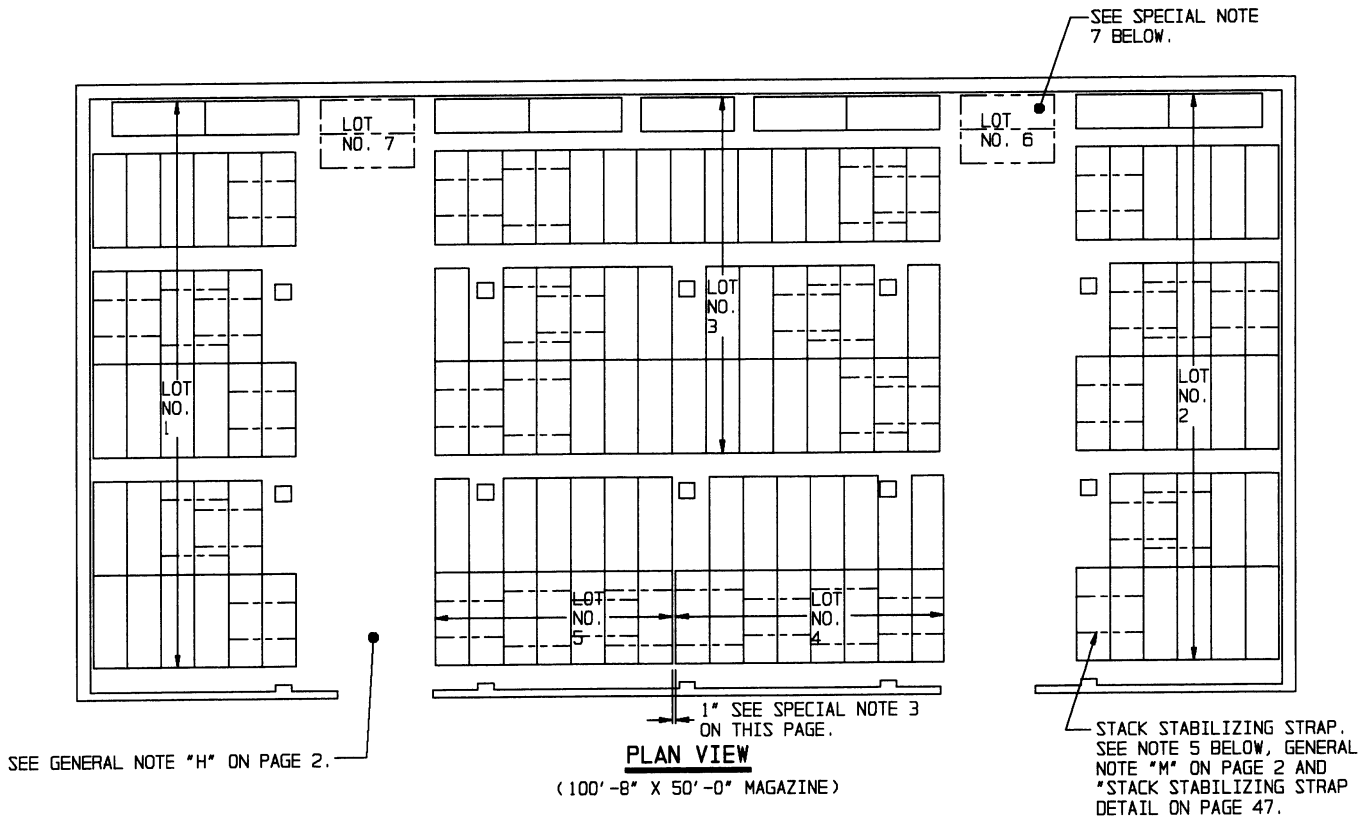 SEE SPECIAL NOTE
7 BELOW.
LOT
NO. 7
LOT
NO. 6
LOT
NO.
3
LOT
NO.
1
LOT
NO.
2
LOT
NO.
5
LOT
NO.
4
1" SEE SPECIAL NOTE 3
ON THIS PAGE.
SEE GENERAL NOTE "H" ON PAGE 2.
PLAN VIEW
(100'-8" X 50'-0" MAGAZINE)
STACK STABILIZING STRAP.
SEE NOTE 5 BELOW, GENERAL
NOTE "M" ON PAGE 2 AND
"STACK STABILIZING STRAP
DETAIL ON PAGE 47.